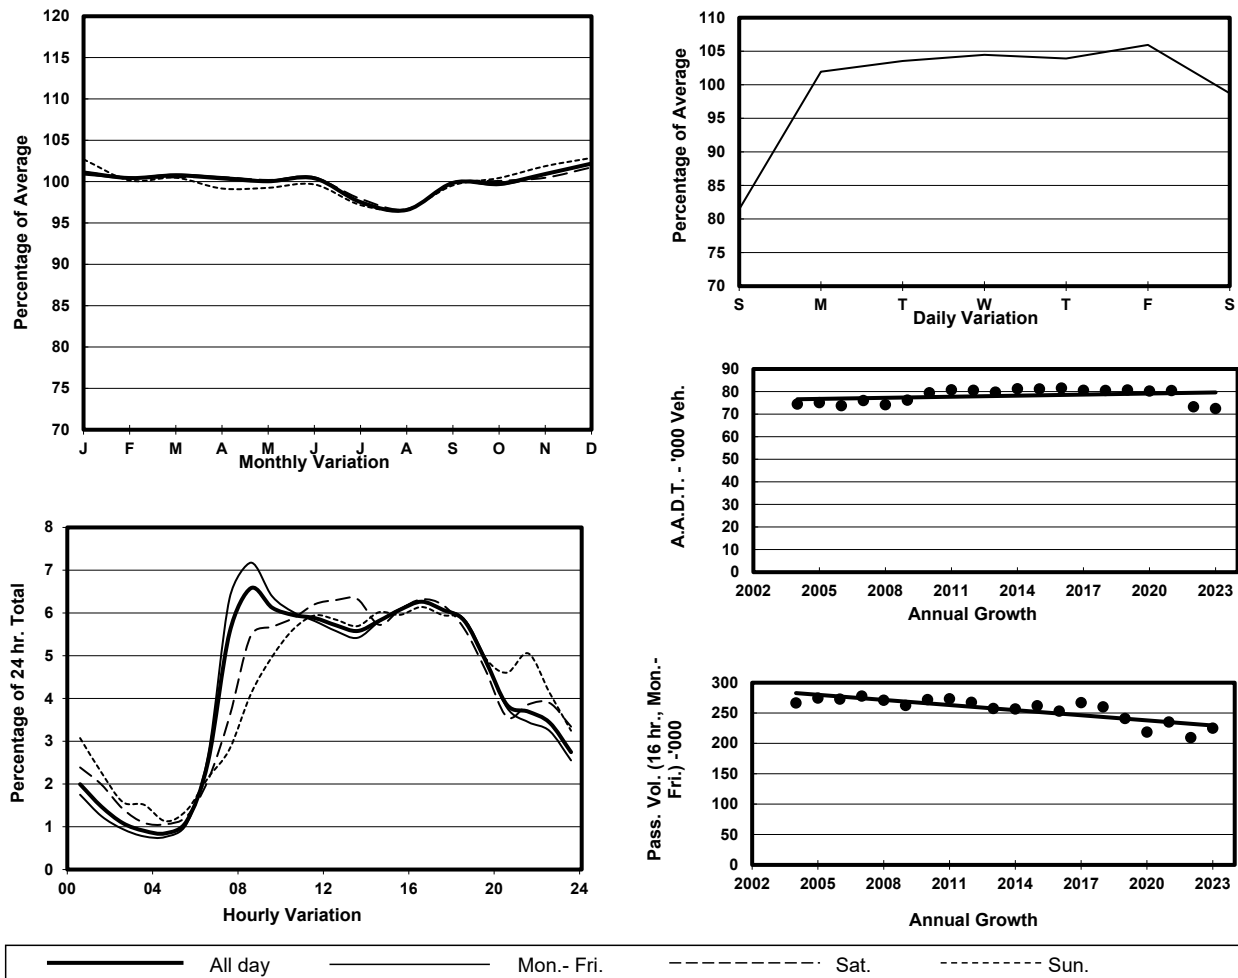 120
115
110
105
100
95
90
85
80
75
70
Percentage of Average
J F M A M J J A S O N D
Monthly Variation
110
105
100
95
90
85
80
75
70
Percentage of Average
S M T W T F S
Daily Variation
90
80
70
60
50
40
30
20
10
0
A.A.D.T. - '000 Veh.
2002 2005 2008 2011 2014 2017 2020 2023
Annual Growth
8
7
6
5
4
3
2
1
0
Percentage of 24 hr. Total
00 04 08 12 16 20 24
Hourly Variation
300
250
200
150
100
50
0
Pass. Vol. (16 hr., Mon.-
Fri.) -'000
2002 2005 2008 2011 2014 2017 2020 2023
Annual Growth
All day Mon.- Fri. Sat. Sun.